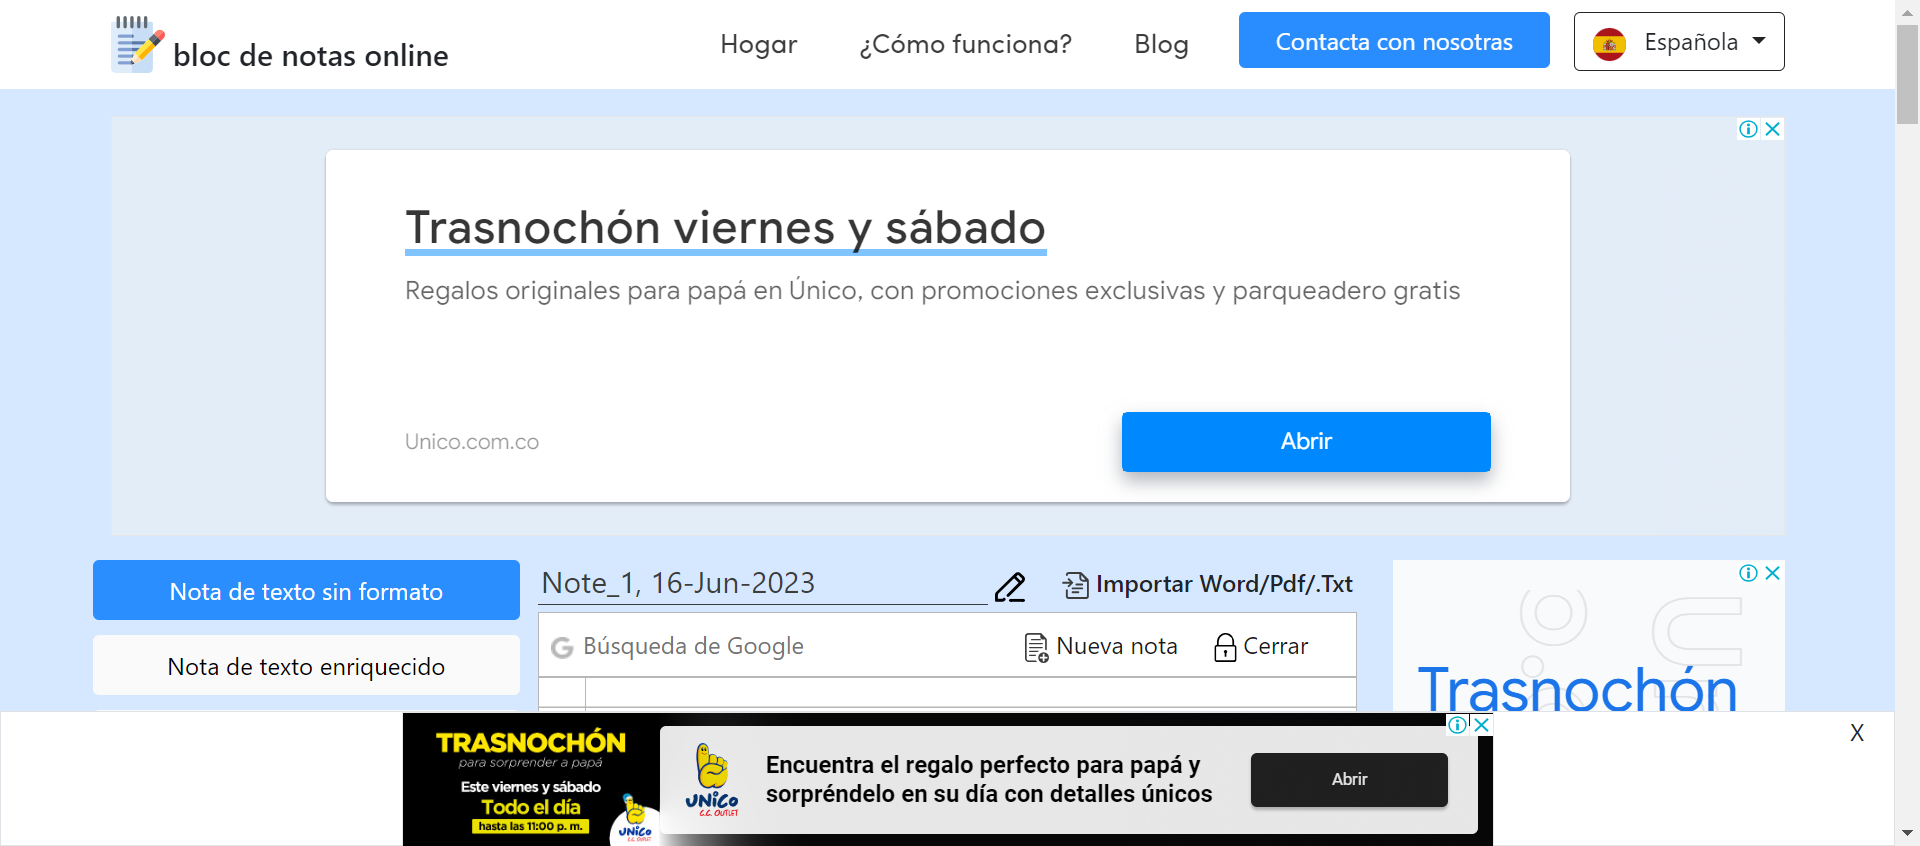 bloc de notas online
Hogar
¿Cómo funciona?
Blog
Contacta con nosotras
Española
Trasnochón viernes y sábado
Regalos originales para papá en Único, con promociones exclusivas y parqueadero gratis
Unico.com.co
Abrir
Nota de texto sin formato
Nota de texto enriquecido
Note_1, 16-Jun-2023
Importar Word/Pdf/.Txt
Búsqueda de Google
Nueva nota
Cerrar
Trasnochón
X
TRASNOCHÓN
para sorprender a papá
Este viernes y sábado
Todo el día
hasta las 11:00 p. m.
UNICO
C.C. OUTLET
UNICO
C.C. OUTLET
Encuentra el regalo perfecto para papá y
sorpréndelo en su día con detalles únicos
Abrir